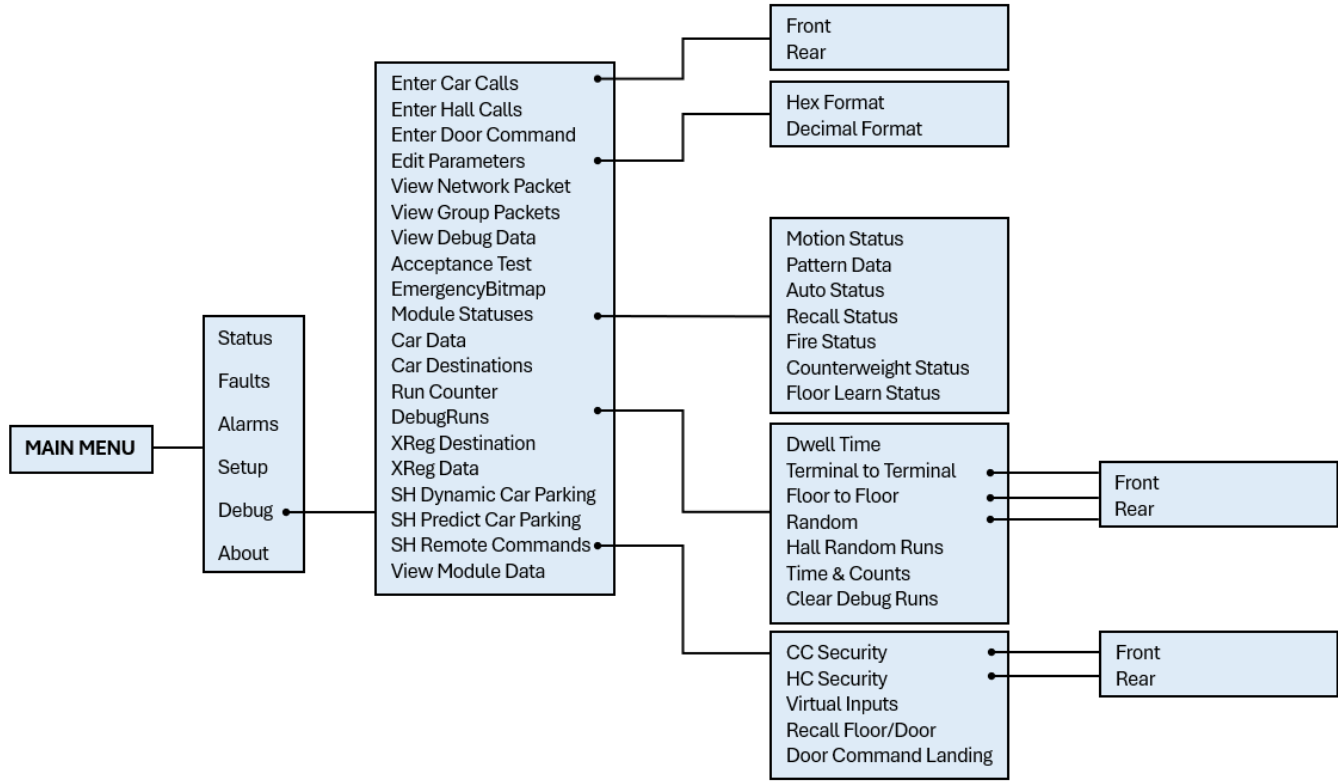 MAIN MENU
Status
Faults
Alarms
Setup
Debug
About
Enter Car Calls
Enter Hall Calls
Enter Door Command
Edit Parameters
View Network Packet
View Group Packets
View Debug Data
Acceptance Test
EmergencyBitmap
Module Statuses
Car Data
Car Destinations
Run Counter
DebugRuns
XReg Destination
XReg Data
SH Dynamic Car Parking
SH Predict Car Parking
SH Remote Commands
View Module Data
Front
Rear
Hex Format
Decimal Format
Motion Status
Pattern Data
Auto Status
Recall Status
Fire Status
Counterweight Status
Floor Learn Status
Dwell Time
Terminal to Terminal
Floor to Floor
Random
Hall Random Runs
Time & Counts
Clear Debug Runs
Front
Rear
CC Security
HC Security
Virtual Inputs
Recall Floor/Door
Door Command Landing
Front
Rear